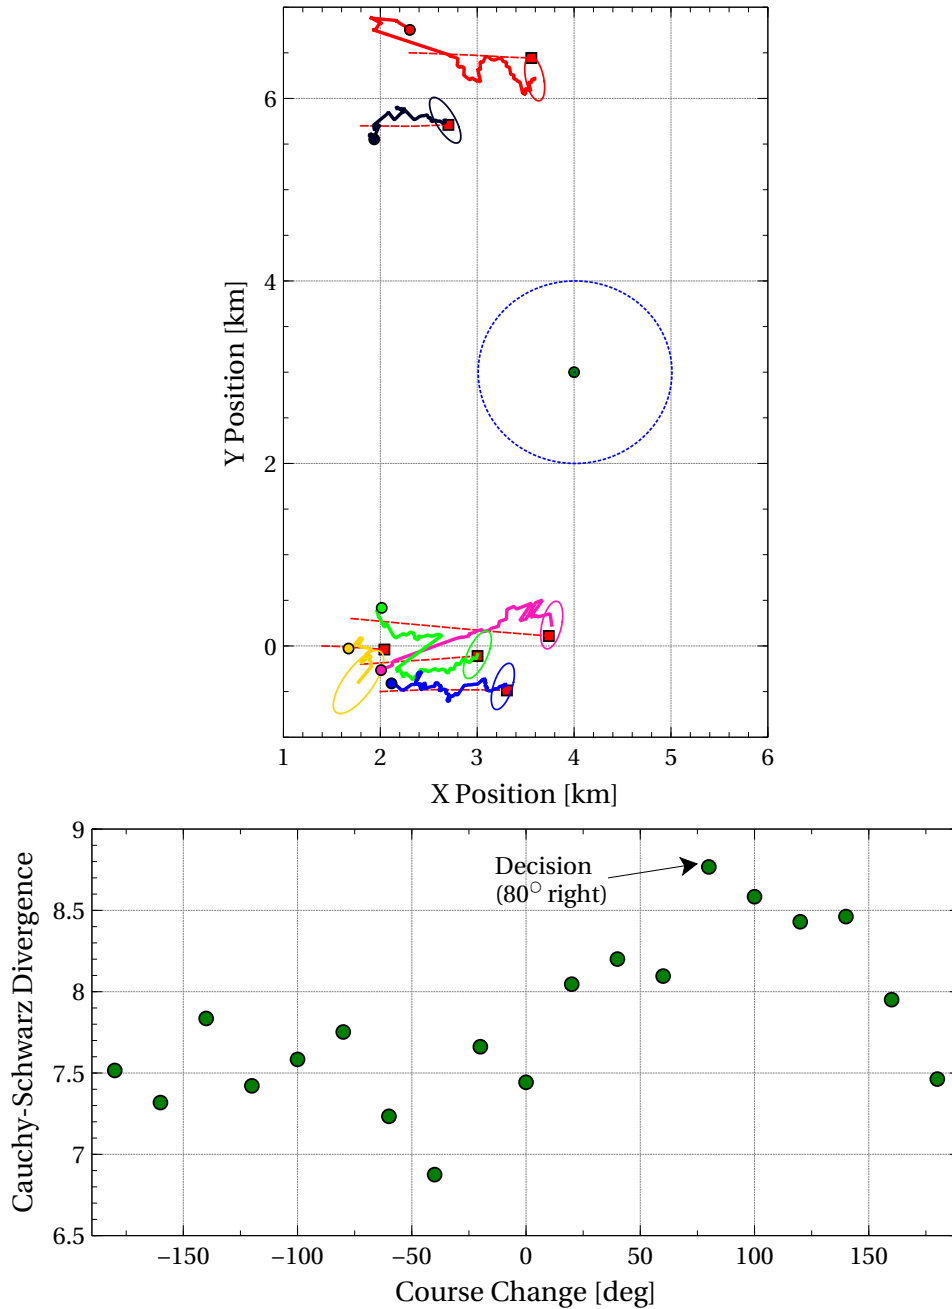 6
4
2
0
Y Position [km]
1 2 3 4 5 6
X Position [km]
9
8.5
8
7.5
7
6.5
Cauchy-Schwarz Divergence
Decision
(80○ right)
−150 −100 −50 0 50 100 150
Course Change [deg]